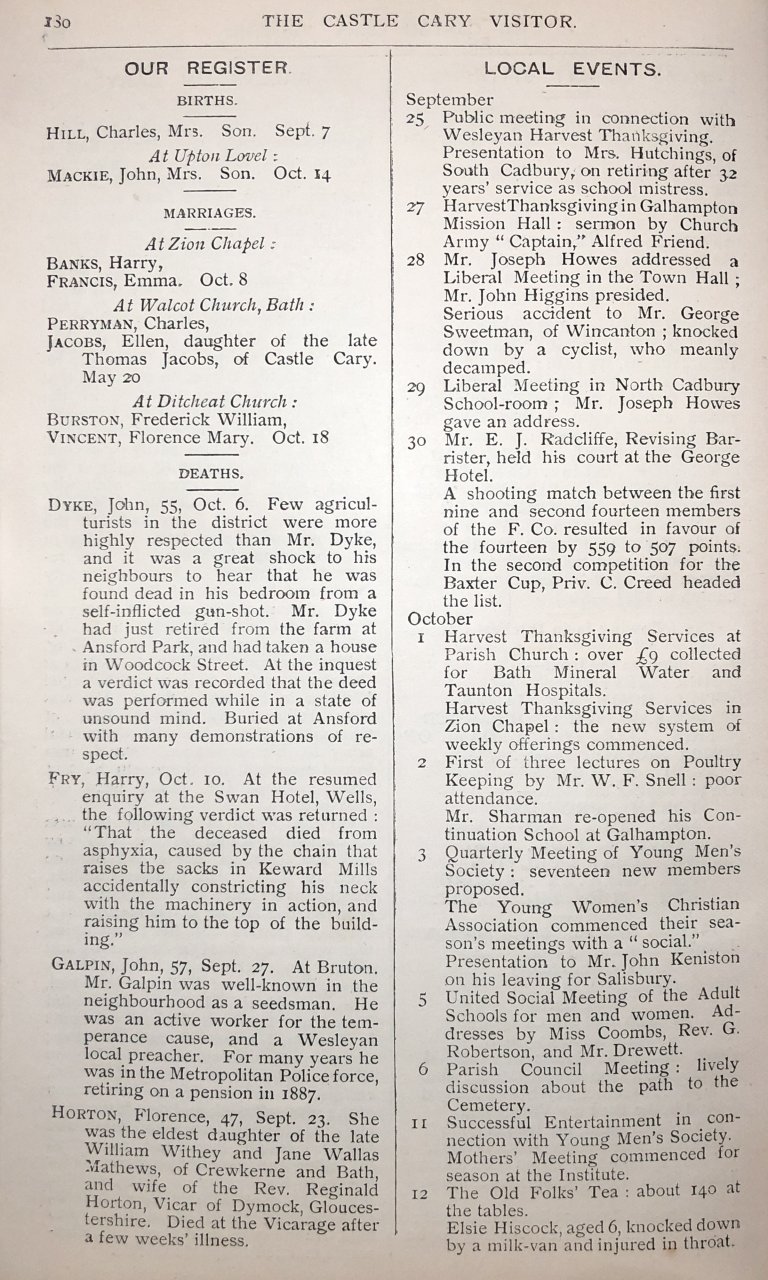 180 THE CASTLE CARY VISITOR.
OUR REGISTER.
BIRTHS.
HILL, Charles, Mrs. Son. Sept. 7
At Upton Lovel :
MACKIE, John, Mrs. Son. Oct. 14
MARRIAGES.
At Zion Chapel :
BANKS, Harry,
FRANCIS, Emma. Oct. 8
At Walcot Church, Bath :
PERRYMAN, Charles,
JACOBS, Ellen, daughter of the late
Thomas Jacobs, of Castle Cary.
May 20
At Ditcheat Church :
BURSTON, Frederick William,
VINCENT, Florence Mary. Oct. 18
DEATHS.
DYKE, John, 55, Oct. 6. Few agricul-
turists in the district were more
highly respected than Mr. Dyke,
and it was a great shock to his
neighbours to hear that he was
found dead in his bedroom from a
self-inflicted gun-shot. Mr. Dyke
had just retired from the farm at
Ansford Park, and had taken a house
in Woodcock Street. At the inquest
a verdict was recorded that the deed
was performed while in a state of
unsound mind. Buried at Ansford
with many demonstrations of re-
spect.
FRY, Harry, Oct. 10. At the resumed
enquiry at the Swan Hotel, Wells,
the following verdict was returned :
"That the deceased died from
asphyxia, caused by the chain that
raises the sacks in Keward Mills
accidentally constricting his neck
with the machinery in action, and
raising him to the top of the build-
ing."
GALPIN, John, 57, Sept. 27. At Bruton.
Mr. Galpin was well-known in the
neighbourhood as a seedsman. He
was an active worker for the tem-
perance cause, and a Wesleyan
local preacher. For many years he
was in the Metropolitan Police force,
retiring on a pension in 1887.
HORTON, Florence, 47, Sept. 23. She
was the eldest daughter of the late
William Withey and Jane Wallas
Mathews, of Crewkerne and Bath,
and wife of the Rev. Reginald
Horton, Vicar of Dymock, Glouces-
tershire. Died at the Vicarage after
a few weeks' illness.
LOCAL EVENTS.
September
25 Public meeting in connection with
Wesleyan Harvest Thanksgiving.
Presentation to Mrs. Hutchings, of
South Cadbury, on retiring after 32
years' service as school mistress.
27 Harvest Thanksgiving in Galhampton
Mission Hall : sermon by Church
Army " Captain," Alfred Friend.
28 Mr. Joseph Howes addressed a
Liberal Meeting in the Town Hall ;
Mr. John Higgins presided.
Serious accident to Mr. George
Sweetman, of Wincanton ; knocked
down by a cyclist, who meanly
decamped.
29 Liberal Meeting in North Cadbury
School-room ; Mr. Joseph Howes
gave an address.
30 Mr. E. J. Radcliffe, Revising Bar-
rister, held his court at the George
Hotel.
A shooting match between the first
nine and second fourteen members
of the F. Co. resulted in favour of
the fourteen by 559 to 507 points.
In the second competition for the
Baxter Cup, Priv. C. Creed headed
the list.
October
1 Harvest Thanksgiving Services at
Parish Church : over £9 collected
for Bath Mineral Water and
Taunton Hospitals.
Harvest Thanksgiving Services in
Zion Chapel : the new system of
weekly offerings commenced.
2 First of three lectures on Poultry
Keeping by Mr. W. F. Snell : poor
attendance.
Mr. Sharman re-opened his Con-
tinuation School at Galhampton.
3 Quarterly Meeting of Young Men's
Society : seventeen new members
proposed.
The Young Women's Christian
Association commenced their sea-
son's meetings with a " social."
Presentation to Mr. John Keniston
on his leaving for Salisbury.
5 United Social Meeting of the Adult
Schools for men and women. Ad-
dresses by Miss Coombs, Rev. G.
Robertson, and Mr. Drewett.
6 Parish Council Meeting : lively
discussion about the path to the
Cemetery.
11 Successful Entertainment in con-
nection with Young Men's Society.
Mothers' Meeting commenced for
season at the Institute.
12 The Old Folks' Tea : about 140 at
the tables.
Elsie Hiscock, aged 6, knocked down
by a milk-van and injured in throat.